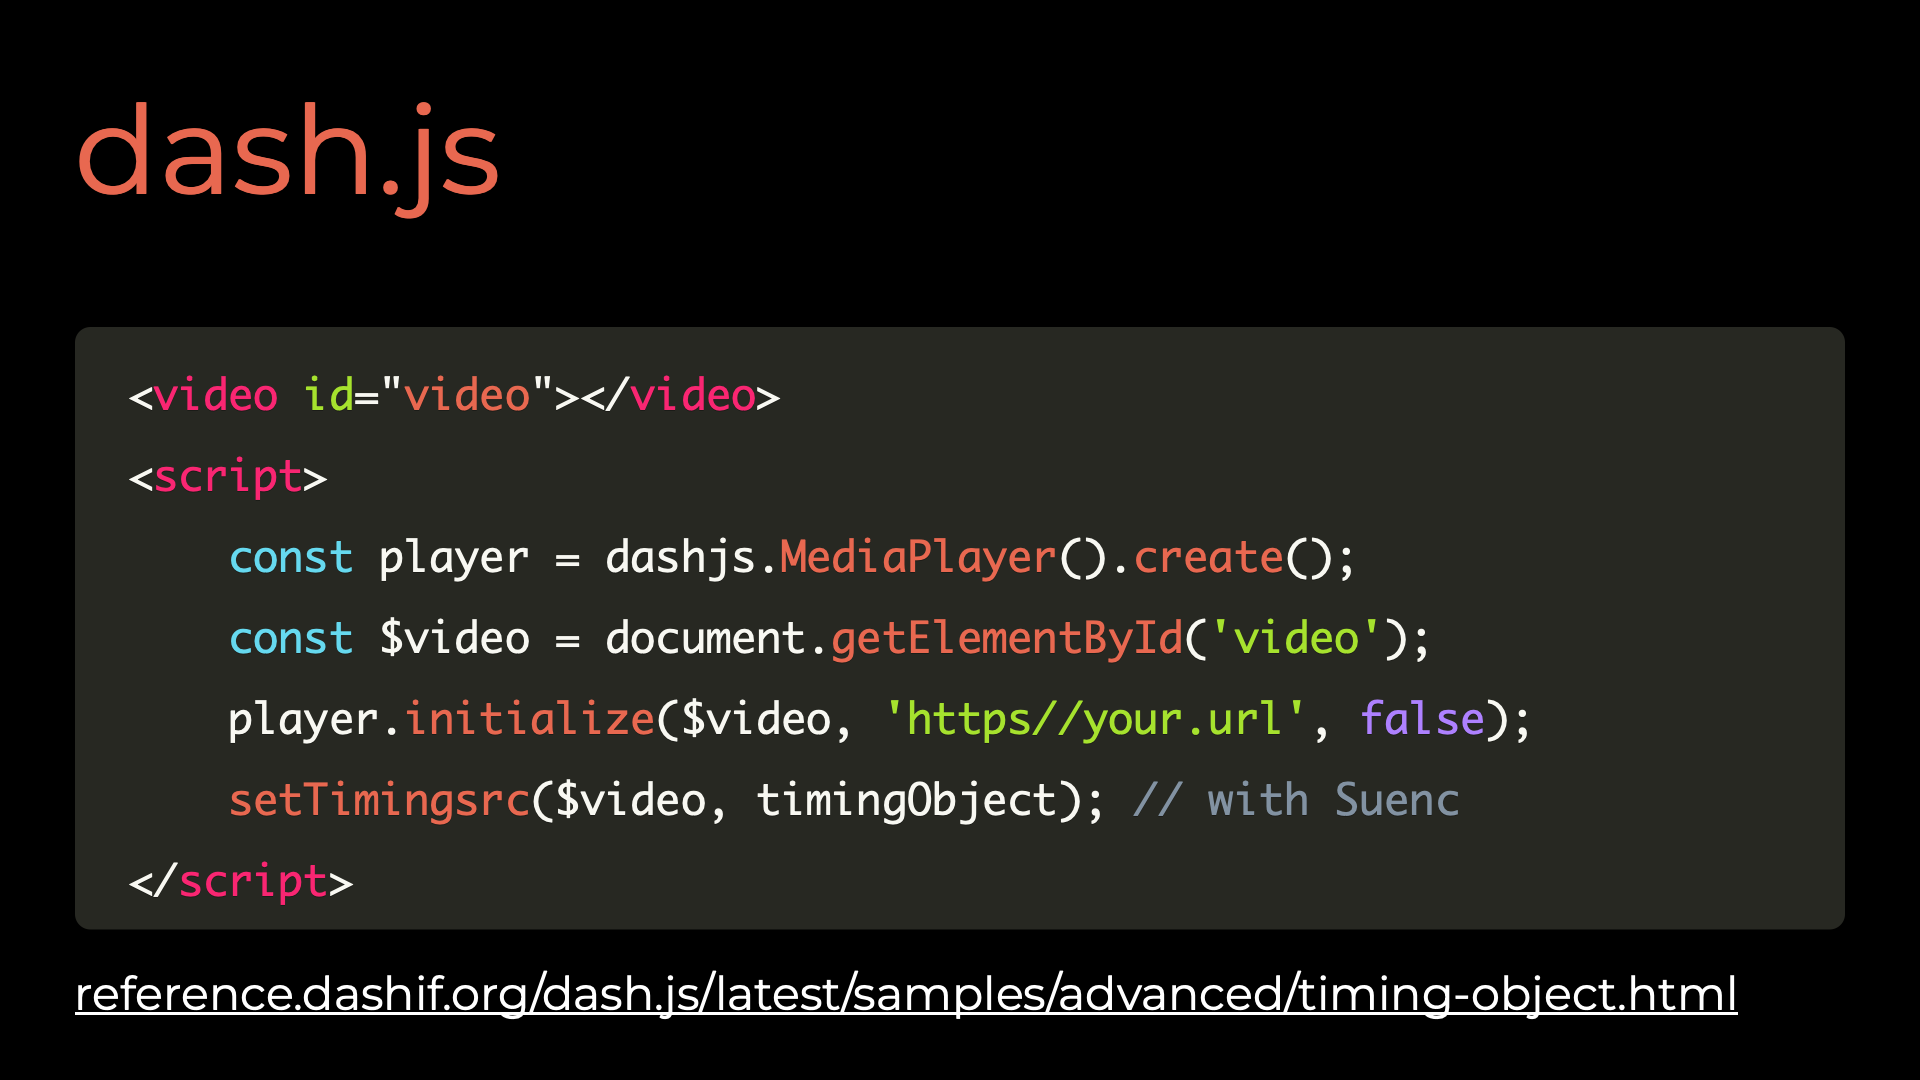 dash.js
<video id="video"></video>
<script>
    const player = dashjs.MediaPlayer().create();
    const $video = document.getElementById('video');
    player.initialize($video, 'https//your.url', false);
    setTimingsrc($video, timingObject); // with Suenc
</script>
reference.dashif.org/dash.js/latest/samples/advanced/timing-object.html